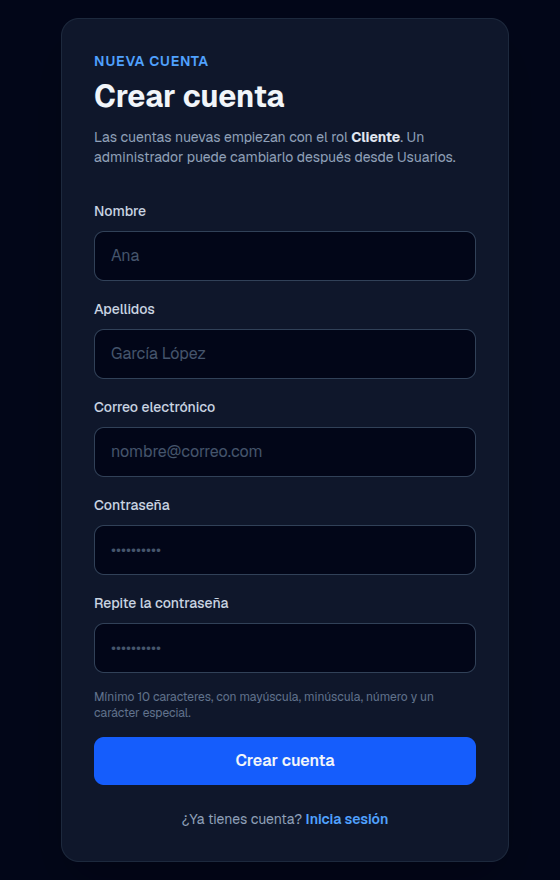 NUEVA CUENTA
Crear cuenta
Las cuentas nuevas empiezan con el rol Cliente. Un
administrador puede cambiarlo después desde Usuarios.
Nombre
Ana
Apellidos
García López
Correo electrónico
nombre@correo.com
Contraseña
••••••••••
Repite la contraseña
••••••••••
Mínimo 10 caracteres, con mayúscula, minúscula, número y un
carácter especial.
Crear cuenta
¿Ya tienes cuenta? Inicia sesión